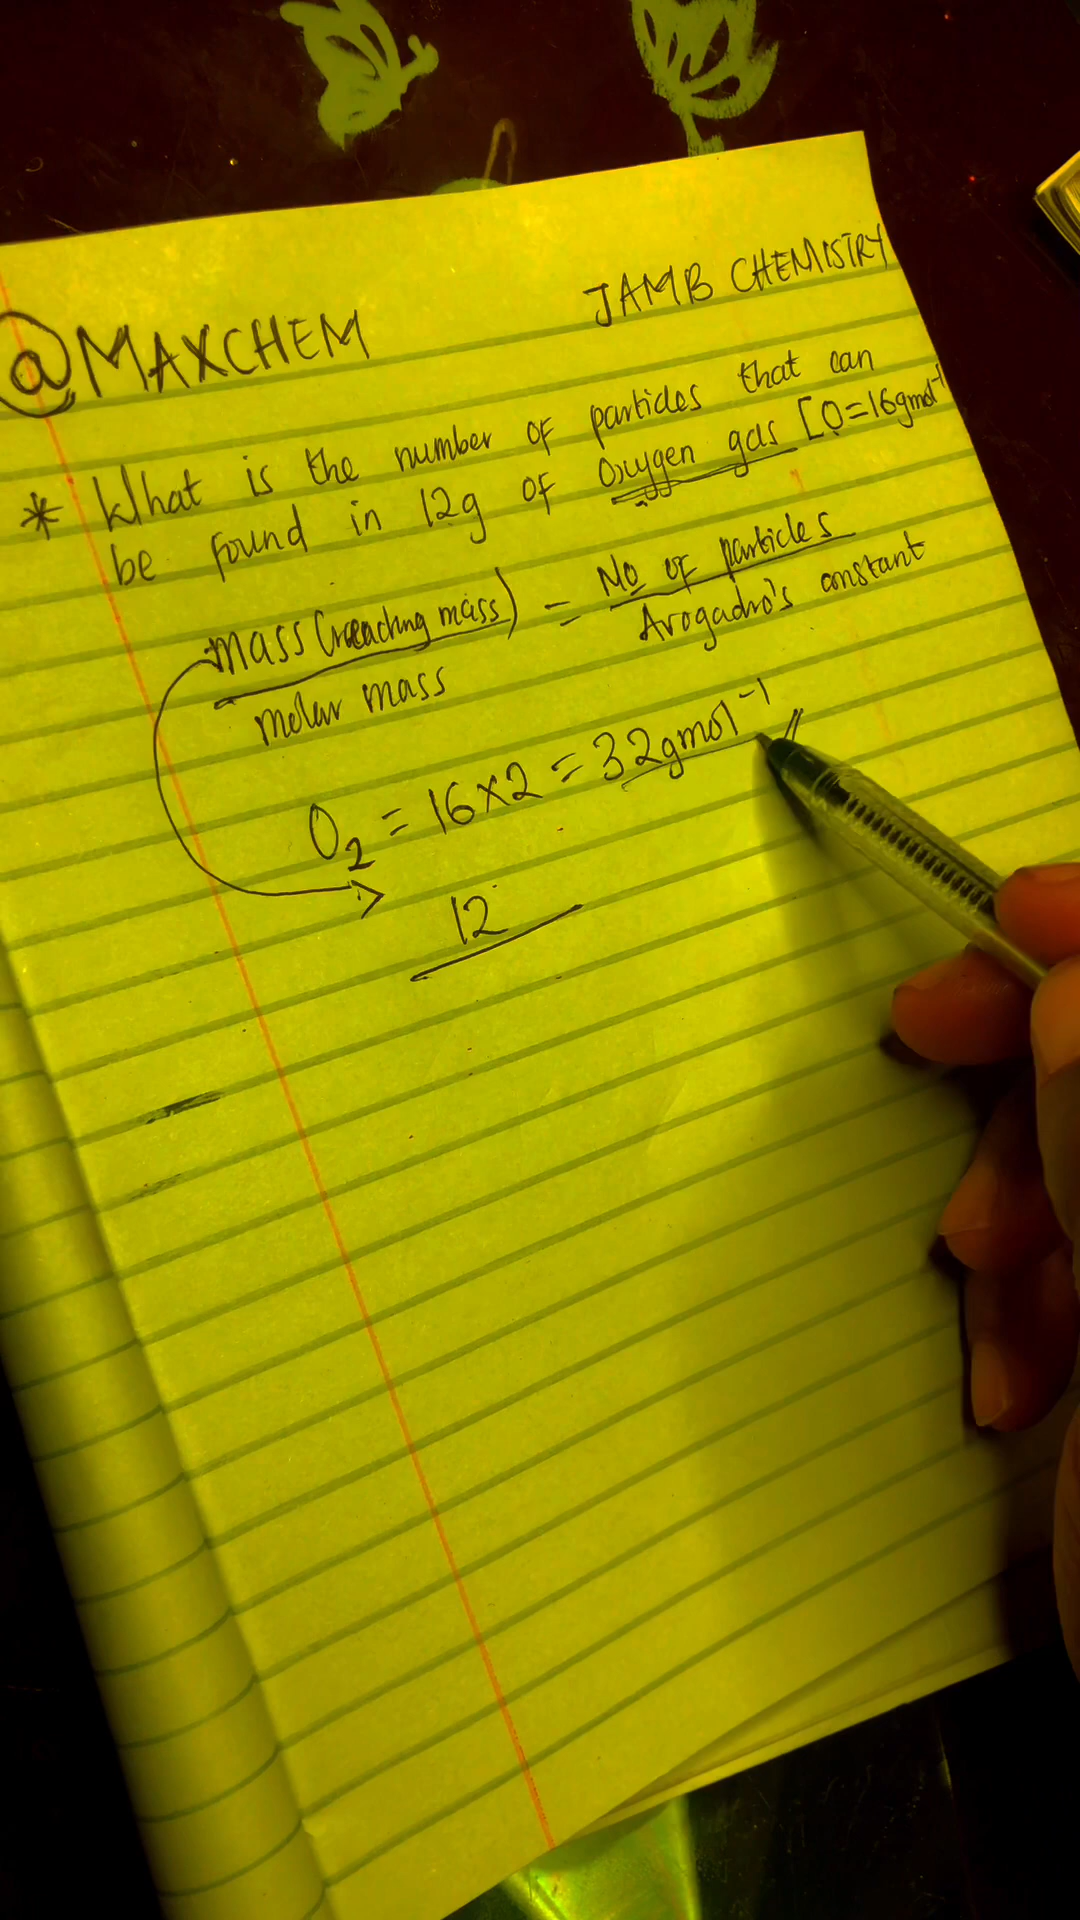 @MAXCHEM JAMB CHEMISTRY
* What is the number of particles that can
be found in 12g of Oxygen gas [O=16gmol⁻¹
mass (reacting mass) = No of particles
molar mass Avogadro's constant
O₂ = 16×2 = 32gmol⁻¹
12